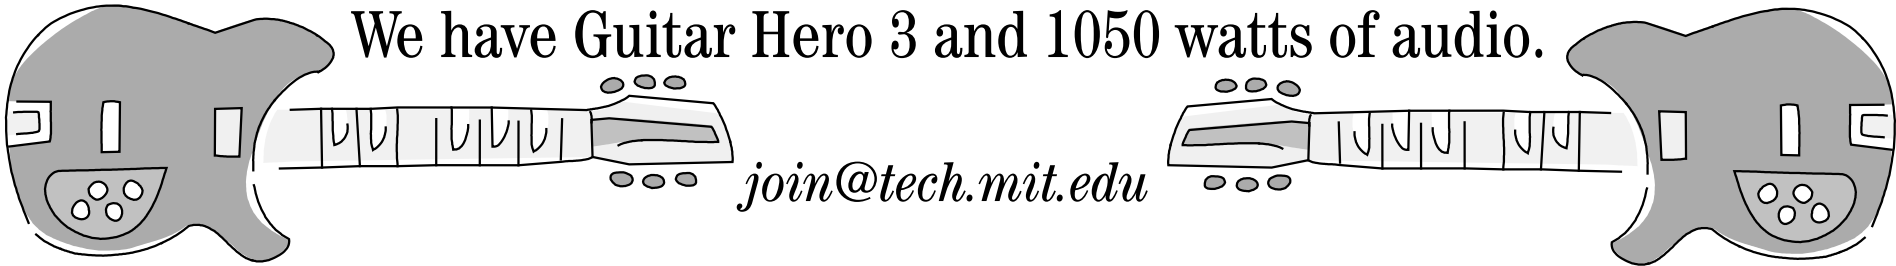 We have Guitar Hero 3 and 1050 watts of audio.
join@tech.mit.edu